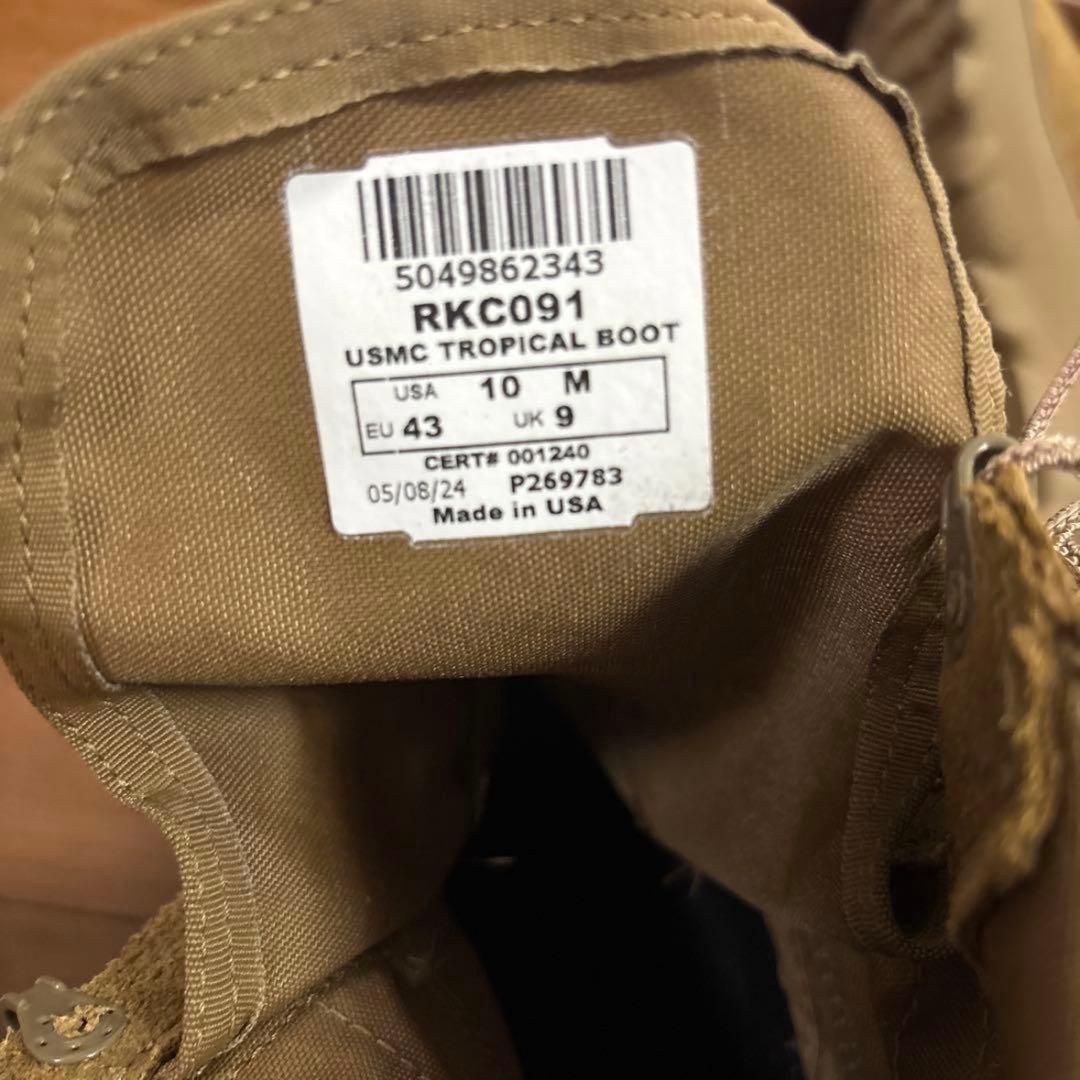 5049862343
RKC091
USMC TROPICAL BOOT
USA 10 M
EU 43 UK 9
CERT# 001240
05/08/24 P269783
Made in USA